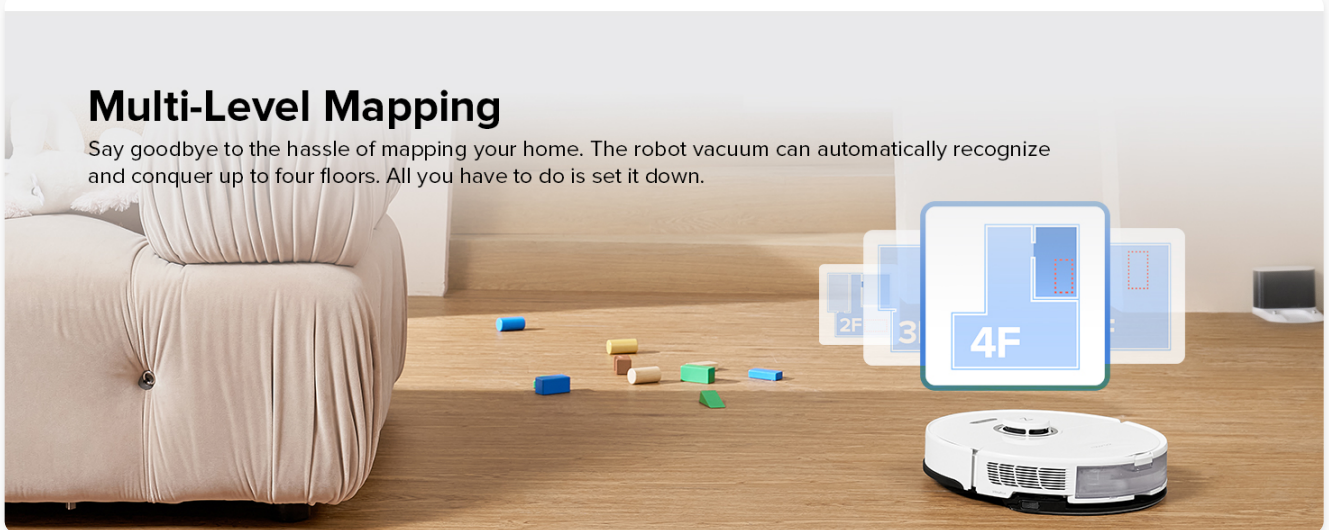 Multi-Level Mapping
Say goodbye to the hassle of mapping your home. The robot vacuum can automatically recognize
and conquer up to four floors. All you have to do is set it down.
2F
3
4F
F